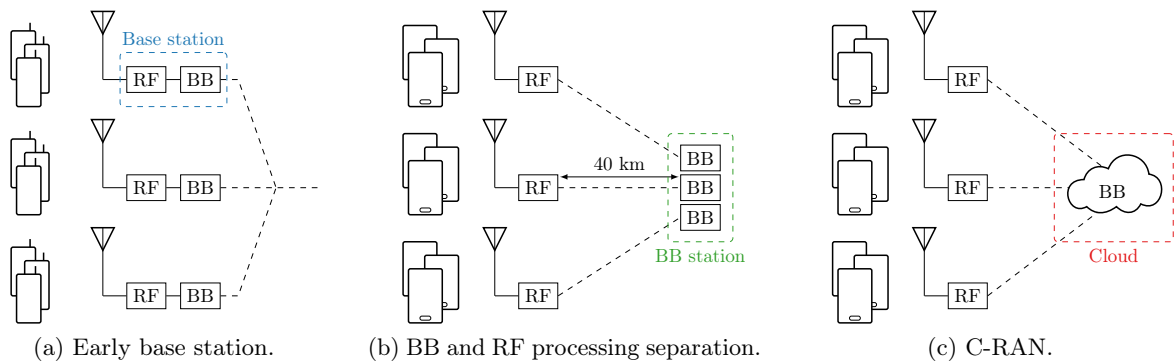 Base station
RF
BB
RF
BB
RF
BB
(a) Early base station.
RF
40 km
RF
RF
BB
BB
BB
BB station
(b) BB and RF processing separation.
RF
RF
RF
BB
Cloud
(c) C-RAN.